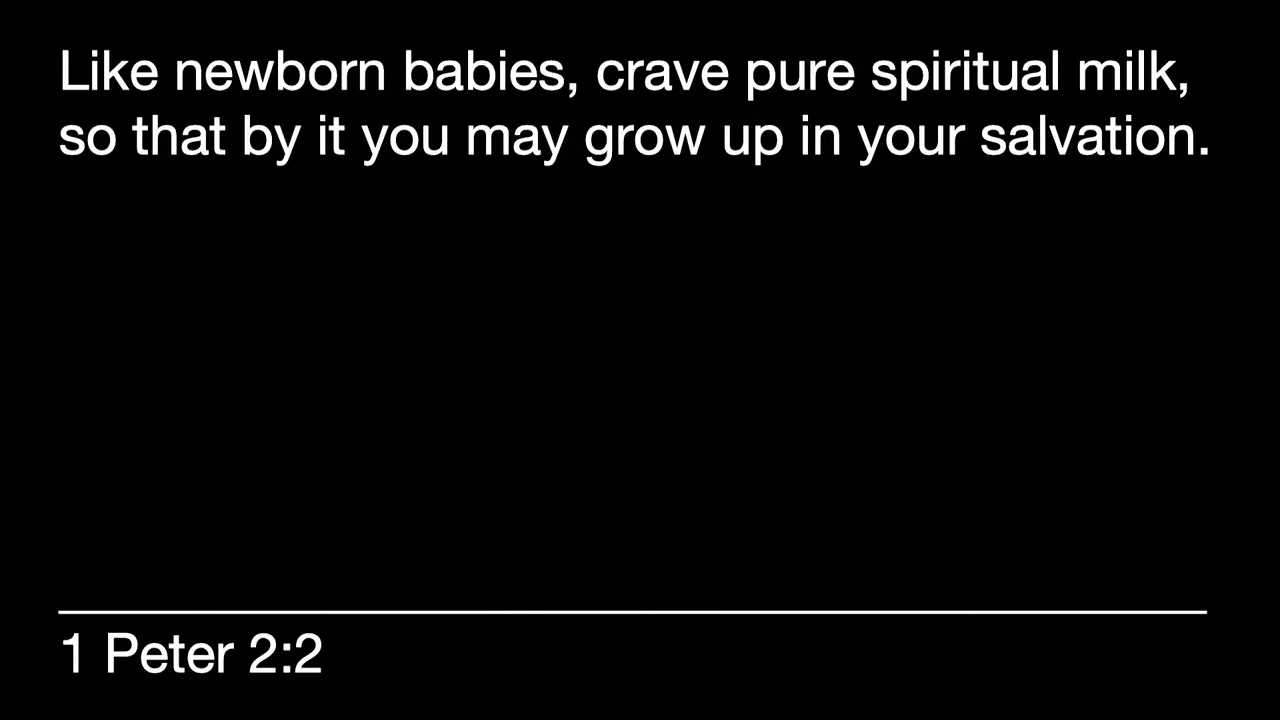 Like newborn babies, crave pure spiritual milk,
so that by it you may grow up in your salvation.
1 Peter 2:2